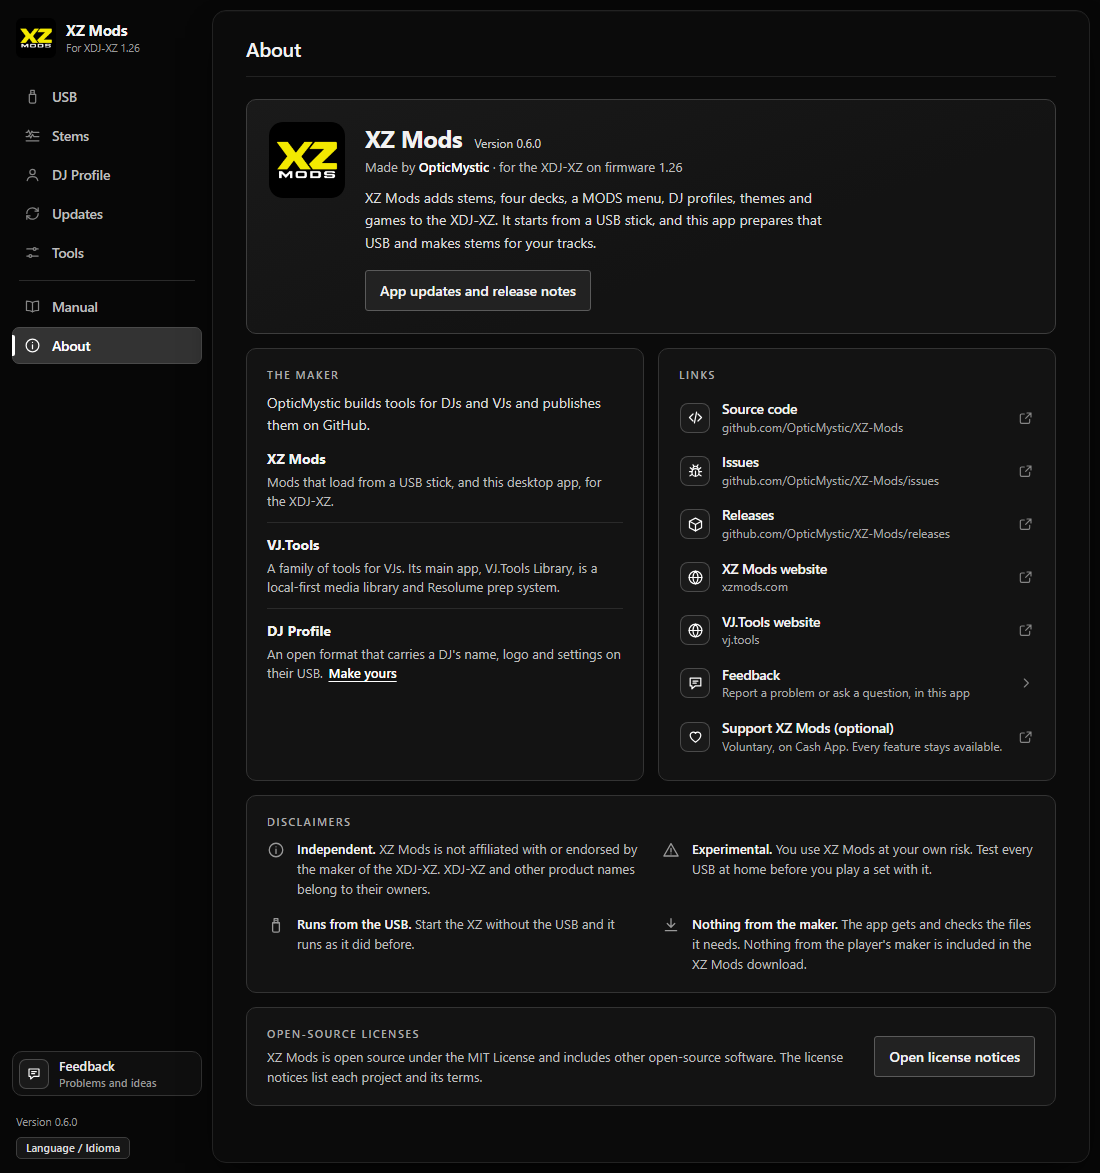 XZ MODS
XZ Mods
For XDJ-XZ 1.26
USB
Stems
DJ Profile
Updates
Tools
Manual
About
Feedback
Problems and ideas
Version 0.6.0
Language / Idioma
About
XZ MODS
XZ Mods Version 0.6.0
Made by OpticMystic · for the XDJ-XZ on firmware 1.26
XZ Mods adds stems, four decks, a MODS menu, DJ profiles, themes and
games to the XDJ-XZ. It starts from a USB stick, and this app prepares that
USB and makes stems for your tracks.
App updates and release notes
THE MAKER
OpticMystic builds tools for DJs and VJs and publishes
them on GitHub.
XZ Mods
Mods that load from a USB stick, and this desktop app, for
the XDJ-XZ.
VJ.Tools
A family of tools for VJs. Its main app, VJ.Tools Library, is a
local-first media library and Resolume prep system.
DJ Profile
An open format that carries a DJ's name, logo and settings on
their USB. Make yours
LINKS
Source code
github.com/OpticMystic/XZ-Mods
Issues
github.com/OpticMystic/XZ-Mods/issues
Releases
github.com/OpticMystic/XZ-Mods/releases
XZ Mods website
xzmods.com
VJ.Tools website
vj.tools
Feedback
Report a problem or ask a question, in this app
Support XZ Mods (optional)
Voluntary, on Cash App. Every feature stays available.
DISCLAIMERS
Independent. XZ Mods is not affiliated with or endorsed by
the maker of the XDJ-XZ. XDJ-XZ and other product names
belong to their owners.
Experimental. You use XZ Mods at your own risk. Test every
USB at home before you play a set with it.
Runs from the USB. Start the XZ without the USB and it
runs as it did before.
Nothing from the maker. The app gets and checks the files
it needs. Nothing from the player's maker is included in the
XZ Mods download.
OPEN-SOURCE LICENSES
XZ Mods is open source under the MIT License and includes other open-source software. The license
notices list each project and its terms.
Open license notices